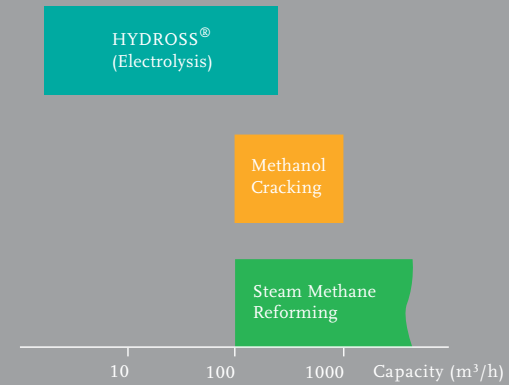 HYDROSS®
(Electrolysis)
Methanol
Cracking
Steam Methane
Reforming
10 100 1000 Capacity (m³/h)